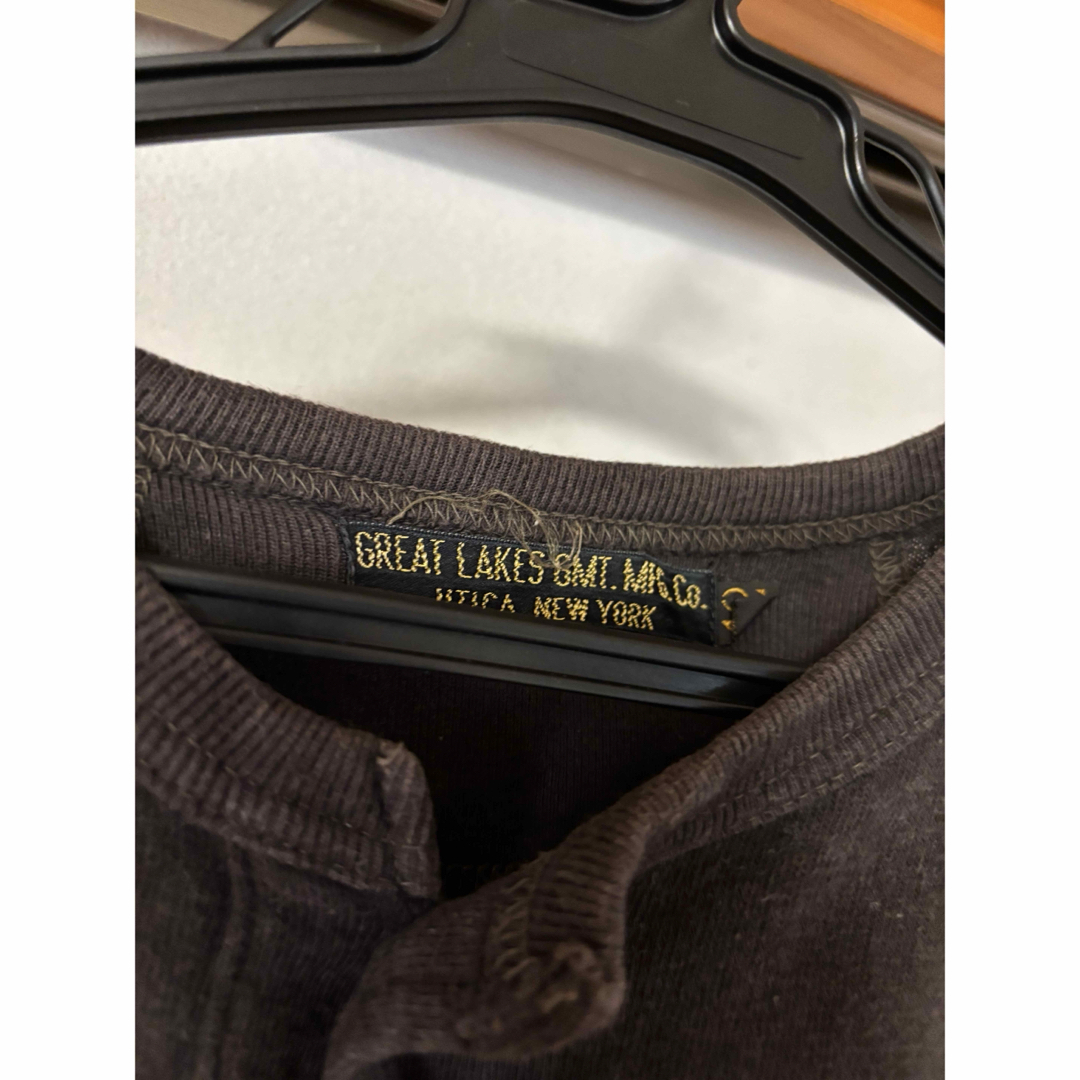 GREAT LAKES GMT. MFG. Co.
UTICA, NEW YORK